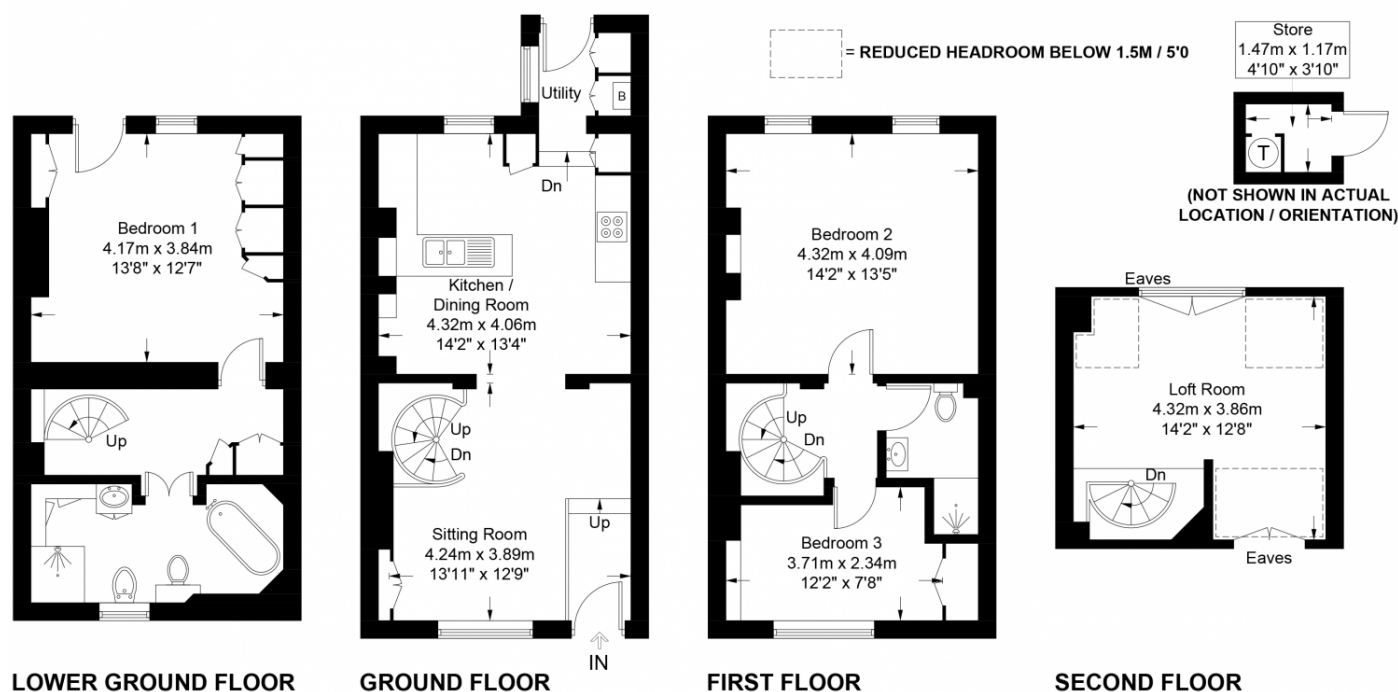 Store
1.47m x 1.17m
4'10" x 3'10"
= REDUCED HEADROOM BELOW 1.5M / 5'0
T
(NOT SHOWN IN ACTUAL
LOCATION / ORIENTATION)
Bedroom 1
4.17m x 3.84m
13'8" x 12'7"
Up
LOWER GROUND FLOOR
Utility
B
Dn
Kitchen /
Dining Room
4.32m x 4.06m
14'2" x 13'4"
Up
Dn
Up
Sitting Room
4.24m x 3.89m
13'11" x 12'9"
IN
GROUND FLOOR
Bedroom 2
4.32m x 4.09m
14'2" x 13'5"
Up
Dn
Bedroom 3
3.71m x 2.34m
12'2" x 7'8"
FIRST FLOOR
Eaves
Loft Room
4.32m x 3.86m
14'2" x 12'8"
Dn
Eaves
SECOND FLOOR